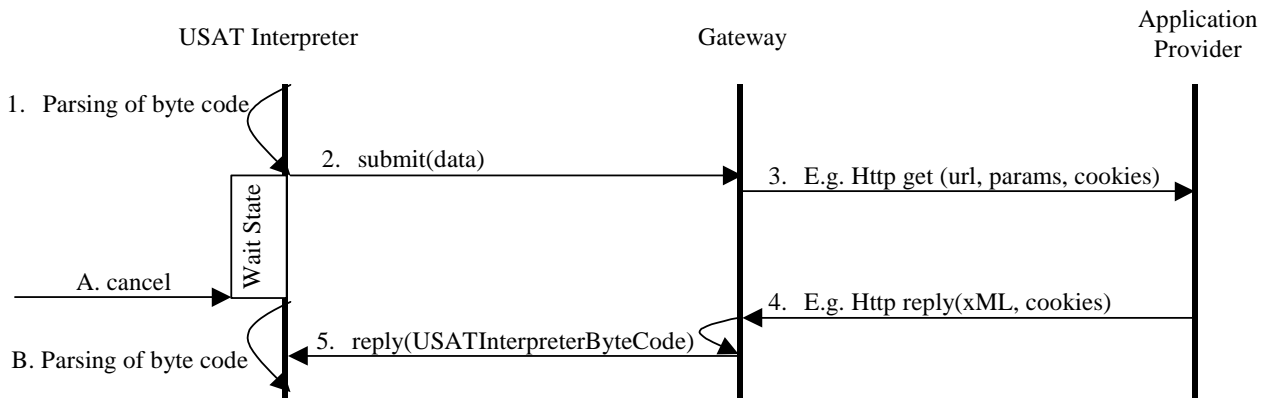 USAT Interpreter
Gateway
Application
Provider
1. Parsing of byte code
2. submit(data)
3. E.g. Http get (url, params, cookies)
Wait State
A. cancel
4. E.g. Http reply(xML, cookies)
5. reply(USATInterpreterByteCode)
B. Parsing of byte code